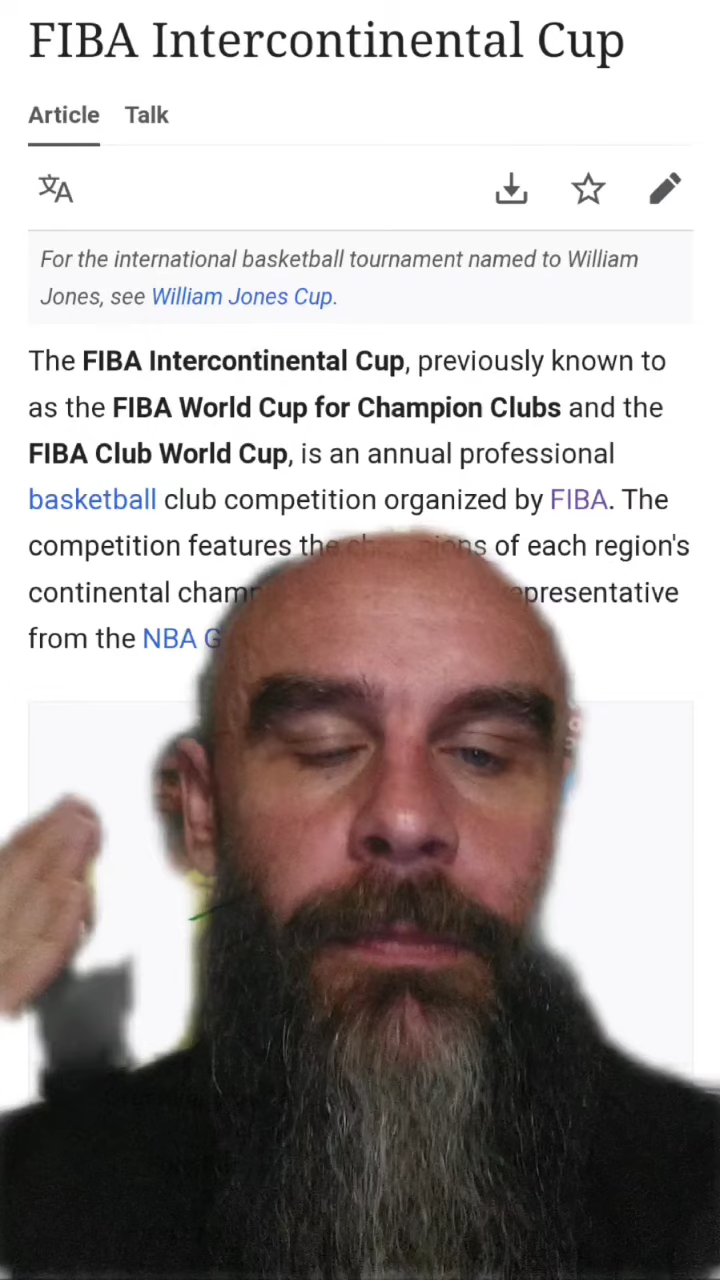 FIBA Intercontinental Cup
Article Talk
For the international basketball tournament named to William
Jones, see William Jones Cup.
The FIBA Intercontinental Cup, previously known to
as the FIBA World Cup for Champion Clubs and the
FIBA Club World Cup, is an annual professional
basketball club competition organized by FIBA. The
competition features the champions of each region's
continental
from the NBA